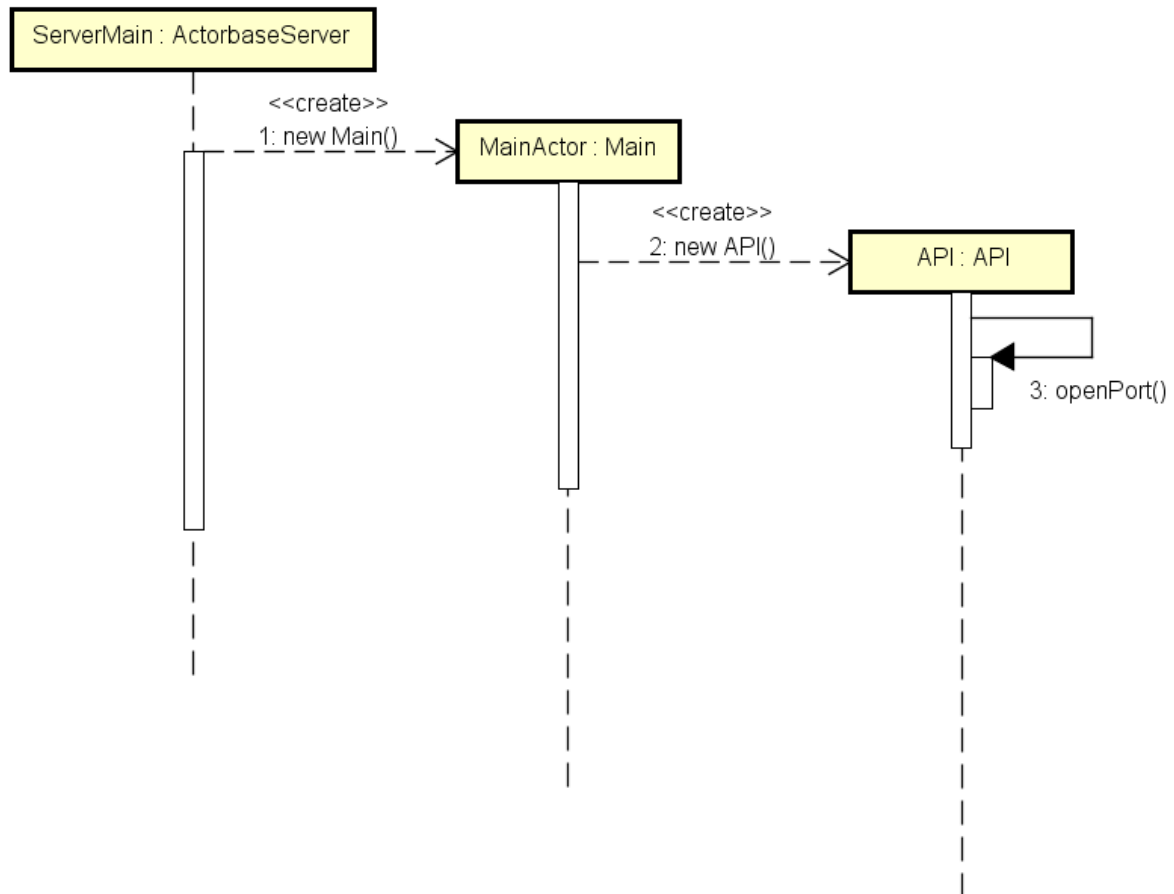 ServerMain : ActorbaseServer
<<create>>
1: new Main()
MainActor : Main
<<create>>
2: new API()
API : API
3: openPort()